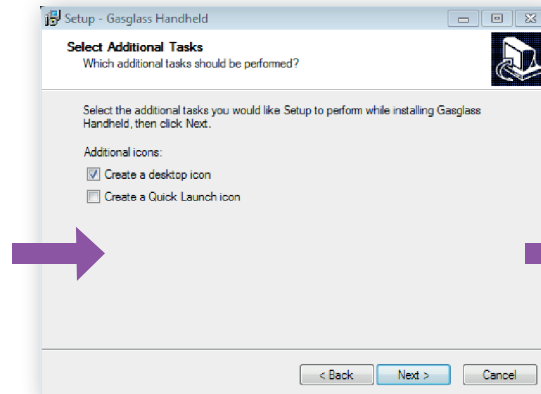 Setup - Gasglass Handheld
Select Additional Tasks
Which additional tasks should be performed?
Select the additional tasks you would like Setup to perform while installing Gasglass
Handheld, then click Next.
Additional icons:
Create a desktop icon
Create a Quick Launch icon
< Back
Next >
Cancel